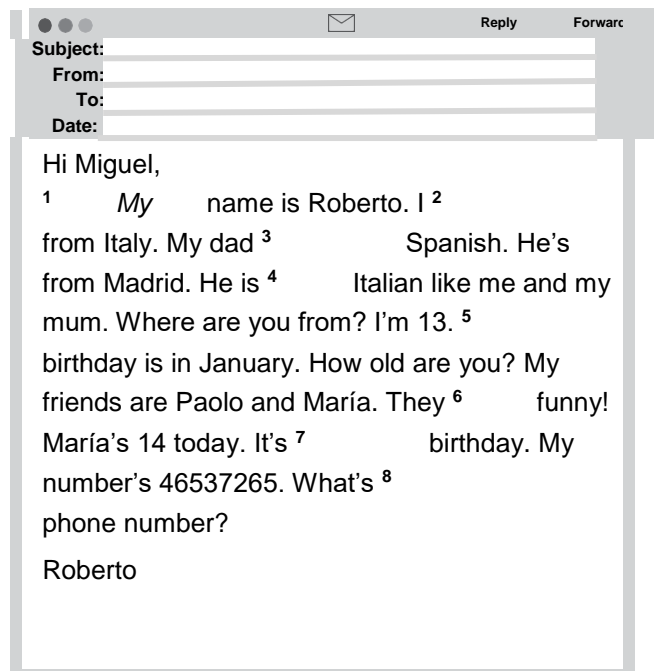 Reply Forwarc
Subject:
From:
To:
Date:
Hi Miguel,
1 My name is Roberto. I 2
from Italy. My dad 3 Spanish. He's
from Madrid. He is 4 Italian like me and my
mum. Where are you from? I'm 13. 5
birthday is in January. How old are you? My
friends are Paolo and María. They 6 funny!
María's 14 today. It's 7 birthday. My
number's 46537265. What's 8
phone number?
Roberto